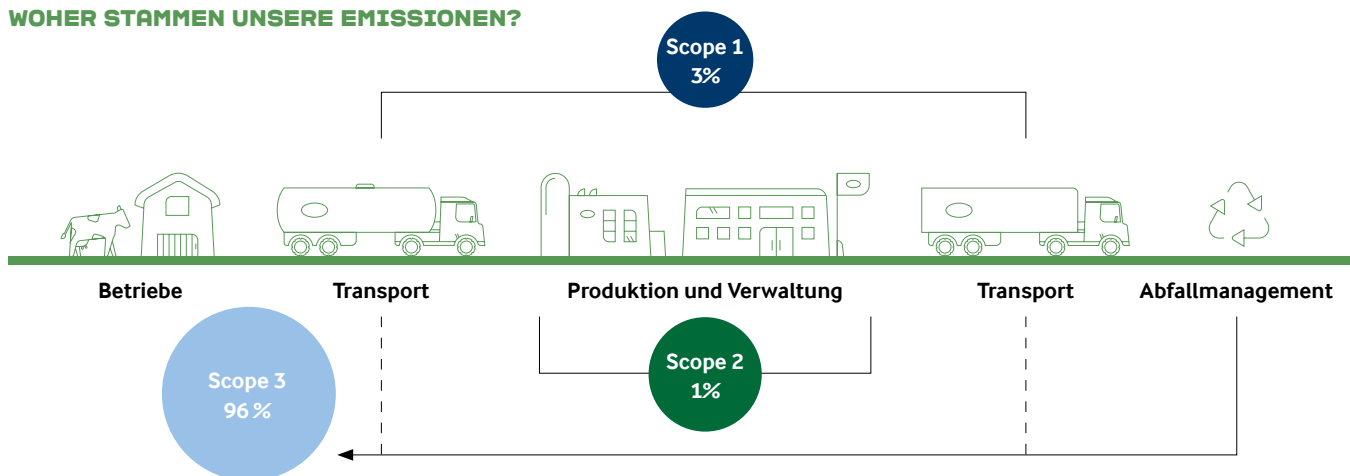 WOHER STAMMEN UNSERE EMISSIONEN?
Scope 1
3%
Betriebe
Transport
Produktion und Verwaltung
Transport
Abfallmanagement
Scope 2
1%
Scope 3
96 %